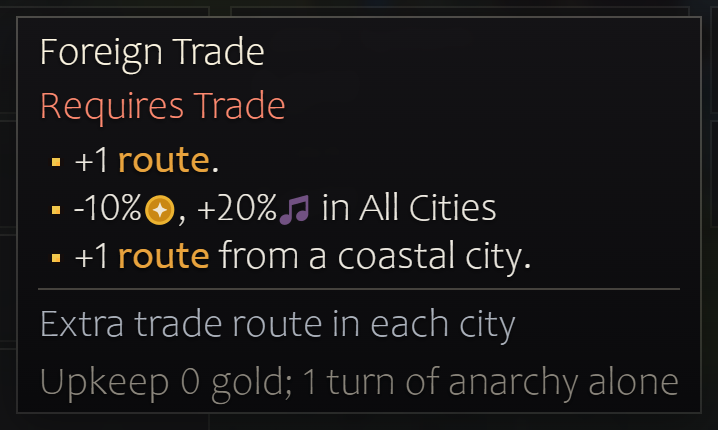 Foreign Trade
Requires Trade
▪ +1 route.
▪ -10%, +20% in All Cities
▪ +1 route from a coastal city.
Extra trade route in each city
Upkeep 0 gold; 1 turn of anarchy alone